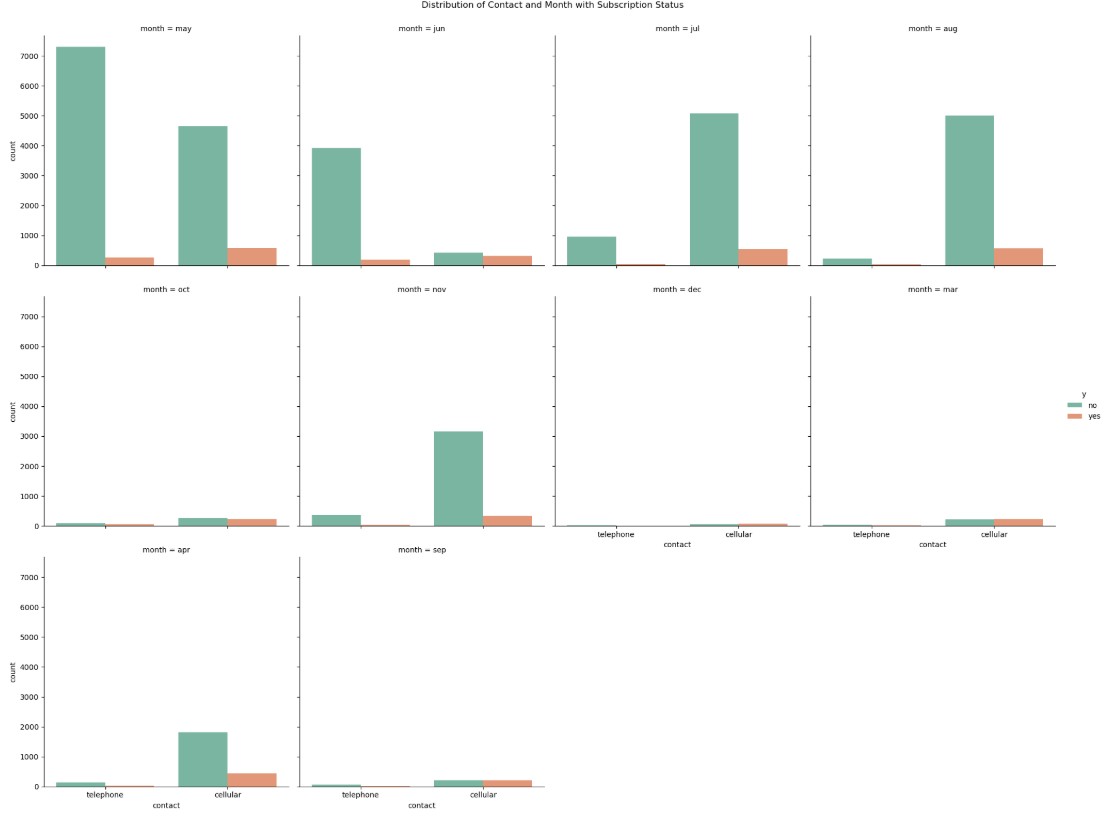 Distribution of Contact and Month with Subscription Status
month = may
month = jun
month = jul
month = aug
7000
6000
5000
4000
3000
2000
1000
0
count
month = oct
month = nov
month = dec
month = mar
7000
6000
5000
4000
3000
2000
1000
0
count
telephone cellular
contact
telephone cellular
contact
y
no
yes
month = apr
month = sep
7000
6000
5000
4000
3000
2000
1000
0
count
telephone cellular
contact
telephone cellular
contact